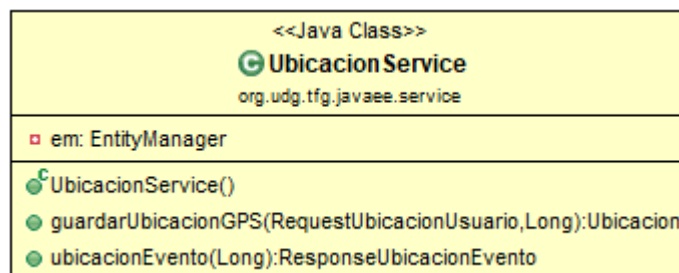 <<Java Class>>
UbicacionService
org.udg.tfg.javaee.service
em: EntityManager
UbicacionService()
guardarUbicacionGPS(RequestUbicacionUsuario,Long):Ubicacion
ubicacionEvento(Long):ResponseUbicacionEvento